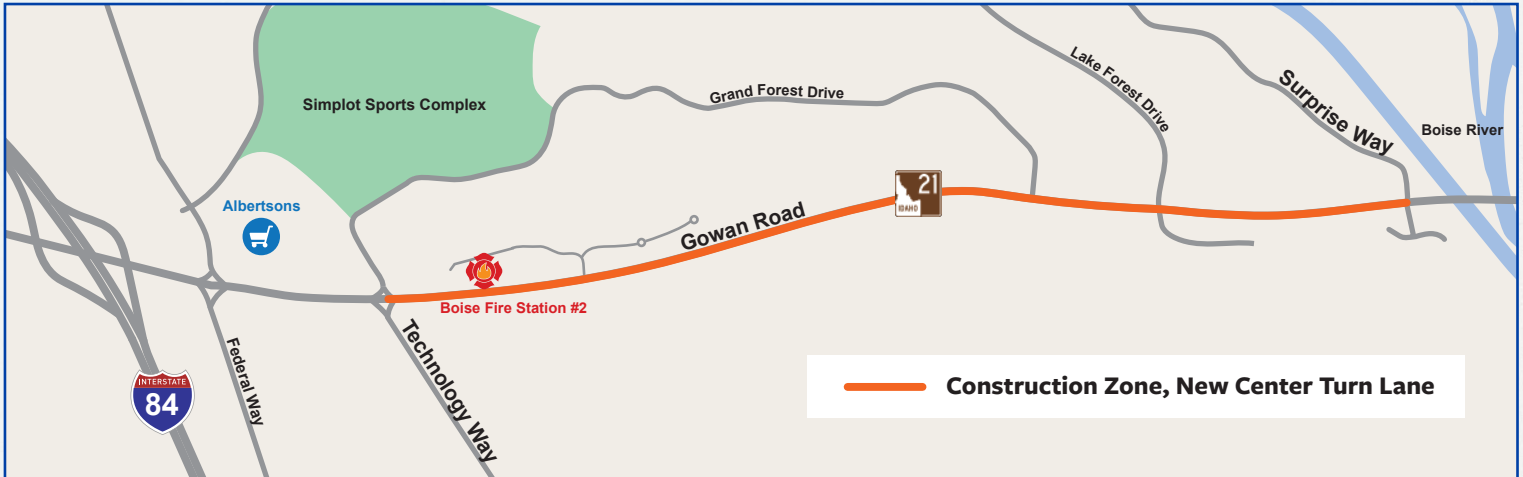 Simplot Sports Complex
Grand Forest Drive
Lake Forest Drive
Surprise Way
Boise River
Albertsons
21
IDAHO
Gowan Road
Boise Fire Station #2
Technology Way
Federal Way
INTERSTATE
84
Construction Zone, New Center Turn Lane